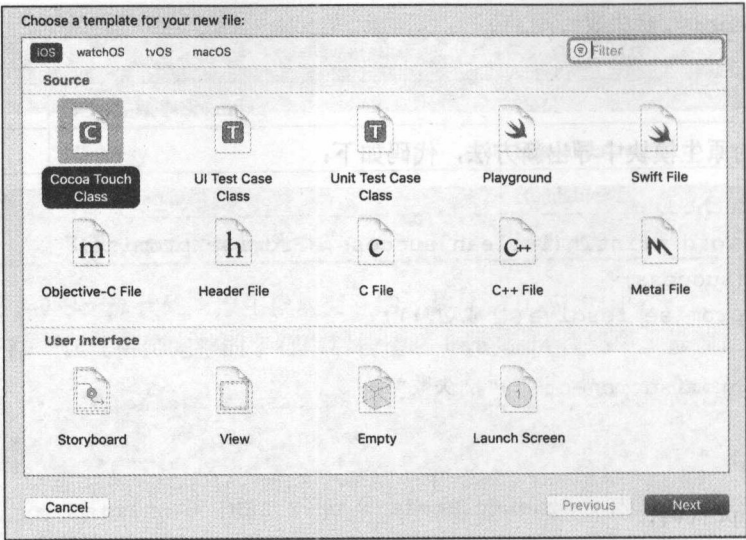 Choose a template for your new file:
iOS watchOS tvOS macOS Filter
Source
C T T
Cocoa Touch Class
UI Test Case Class
Unit Test Case Class
Playground
Swift File
m h c C++
Objective-C File
Header File
C File
C++ File
Metal File
User Interface
1
Storyboard
View
Empty
Launch Screen
Cancel Previous Next